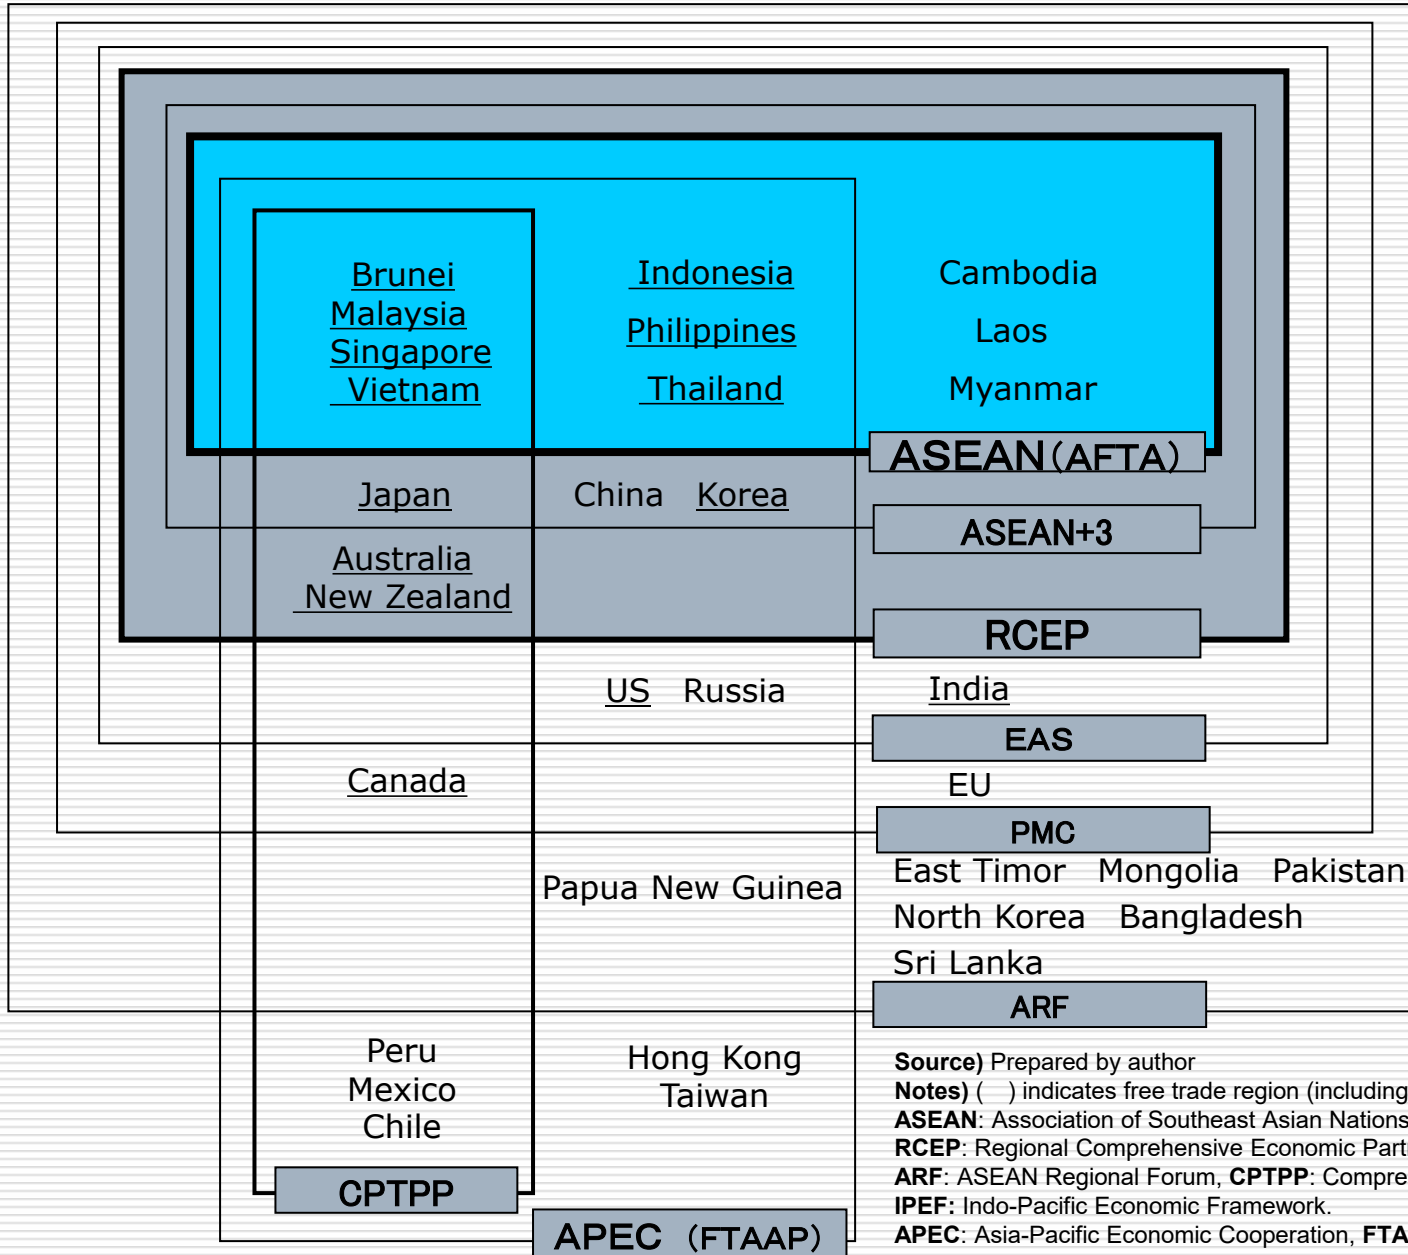 Brunei Indonesia Cambodia
Malaysia
Singapore Philippines Laos
Vietnam Thailand Myanmar
ASEAN(AFTA)
Japan China Korea
ASEAN+3
Australia
New Zealand
RCEP
US Russia India
EAS
Canada EU
PMC
East Timor Mongolia Pakistan
Papua New Guinea
North Korea Bangladesh
Sri Lanka
ARF
Peru Hong Kong
Mexico Taiwan
Chile
CPTPP
APEC (FTAAP)
Source) Prepared by author
Notes) ( ) indicates free trade region (including
ASEAN: Association of Southeast Asian Nations
RCEP: Regional Comprehensive Economic
ARF: ASEAN Regional Forum, CPTPP:
IPEF: Indo-Pacific Economic Framework.
APEC: Asia-Pacific Economic Cooperation,